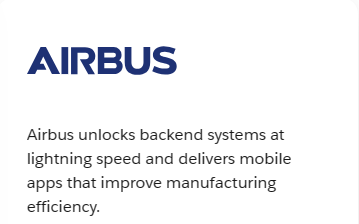 AIRBUS
Airbus unlocks backend systems at
lightning speed and delivers mobile
apps that improve manufacturing
efficiency.